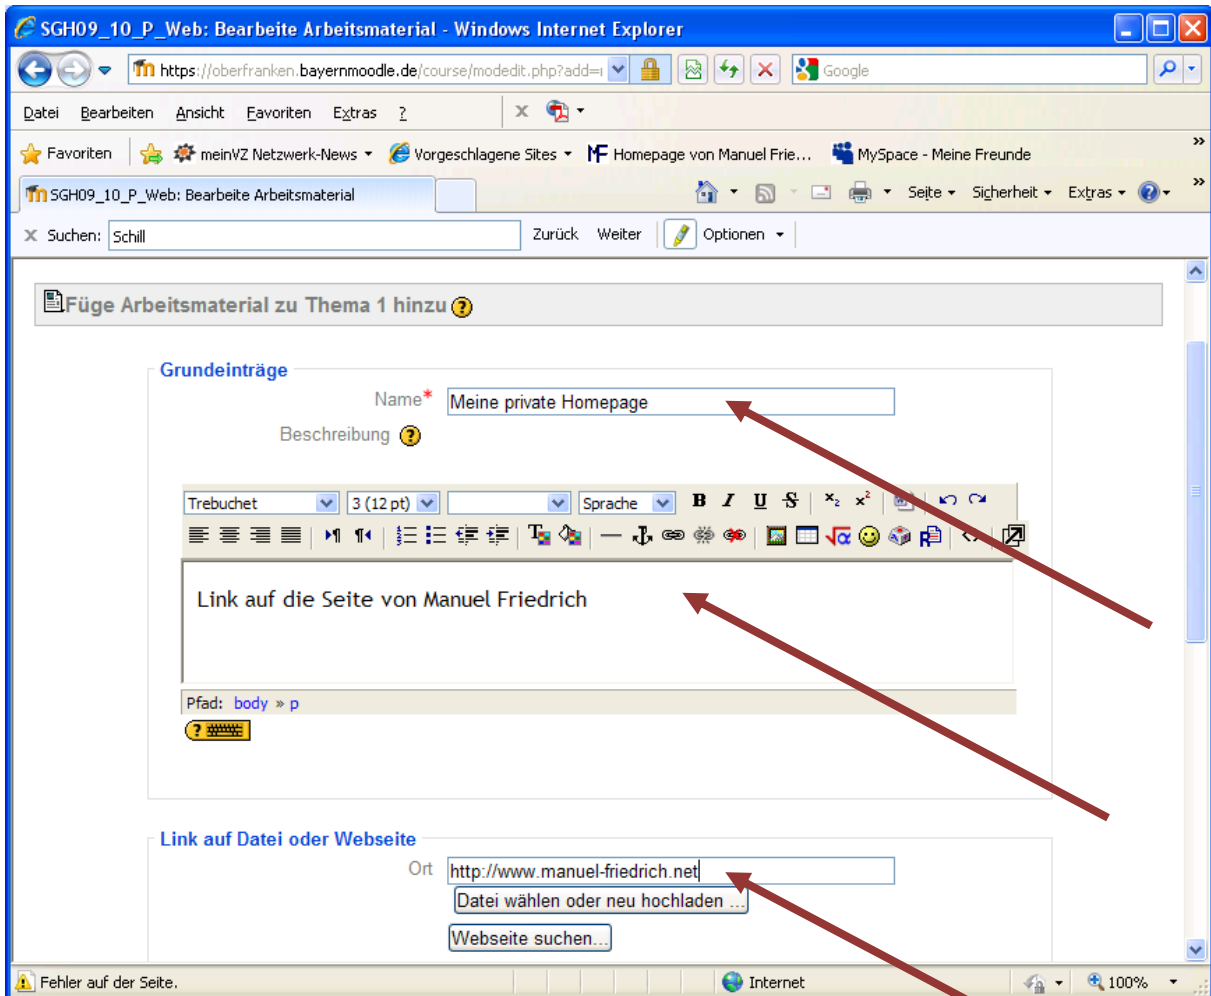 SGH09_10_P_Web: Bearbeite Arbeitsmaterial - Windows Internet Explorer
https://oberfranken.bayernmoodle.de/course/modedit.php?add= Google
Datei Bearbeiten Ansicht Favoriten Extras ?
Favoriten meinVZ Netzwerk-News Vorgeschlagene Sites Homepage von Manuel Frie... MySpace - Meine Freunde
SGH09_10_P_Web: Bearbeite Arbeitsmaterial Seite Sicherheit Extras
Suchen: Schill Zurück Weiter Optionen
Füge Arbeitsmaterial zu Thema 1 hinzu
Grundeinträge
Name* Meine private Homepage
Beschreibung
Trebuchet 3 (12 pt) Sprache B I U S
Link auf die Seite von Manuel Friedrich
Pfad: body » p
Link auf Datei oder Webseite
Ort http://www.manuel-friedrich.net
Datei wählen oder neu hochladen ...
Webseite suchen...
Fehler auf der Seite. Internet 100%